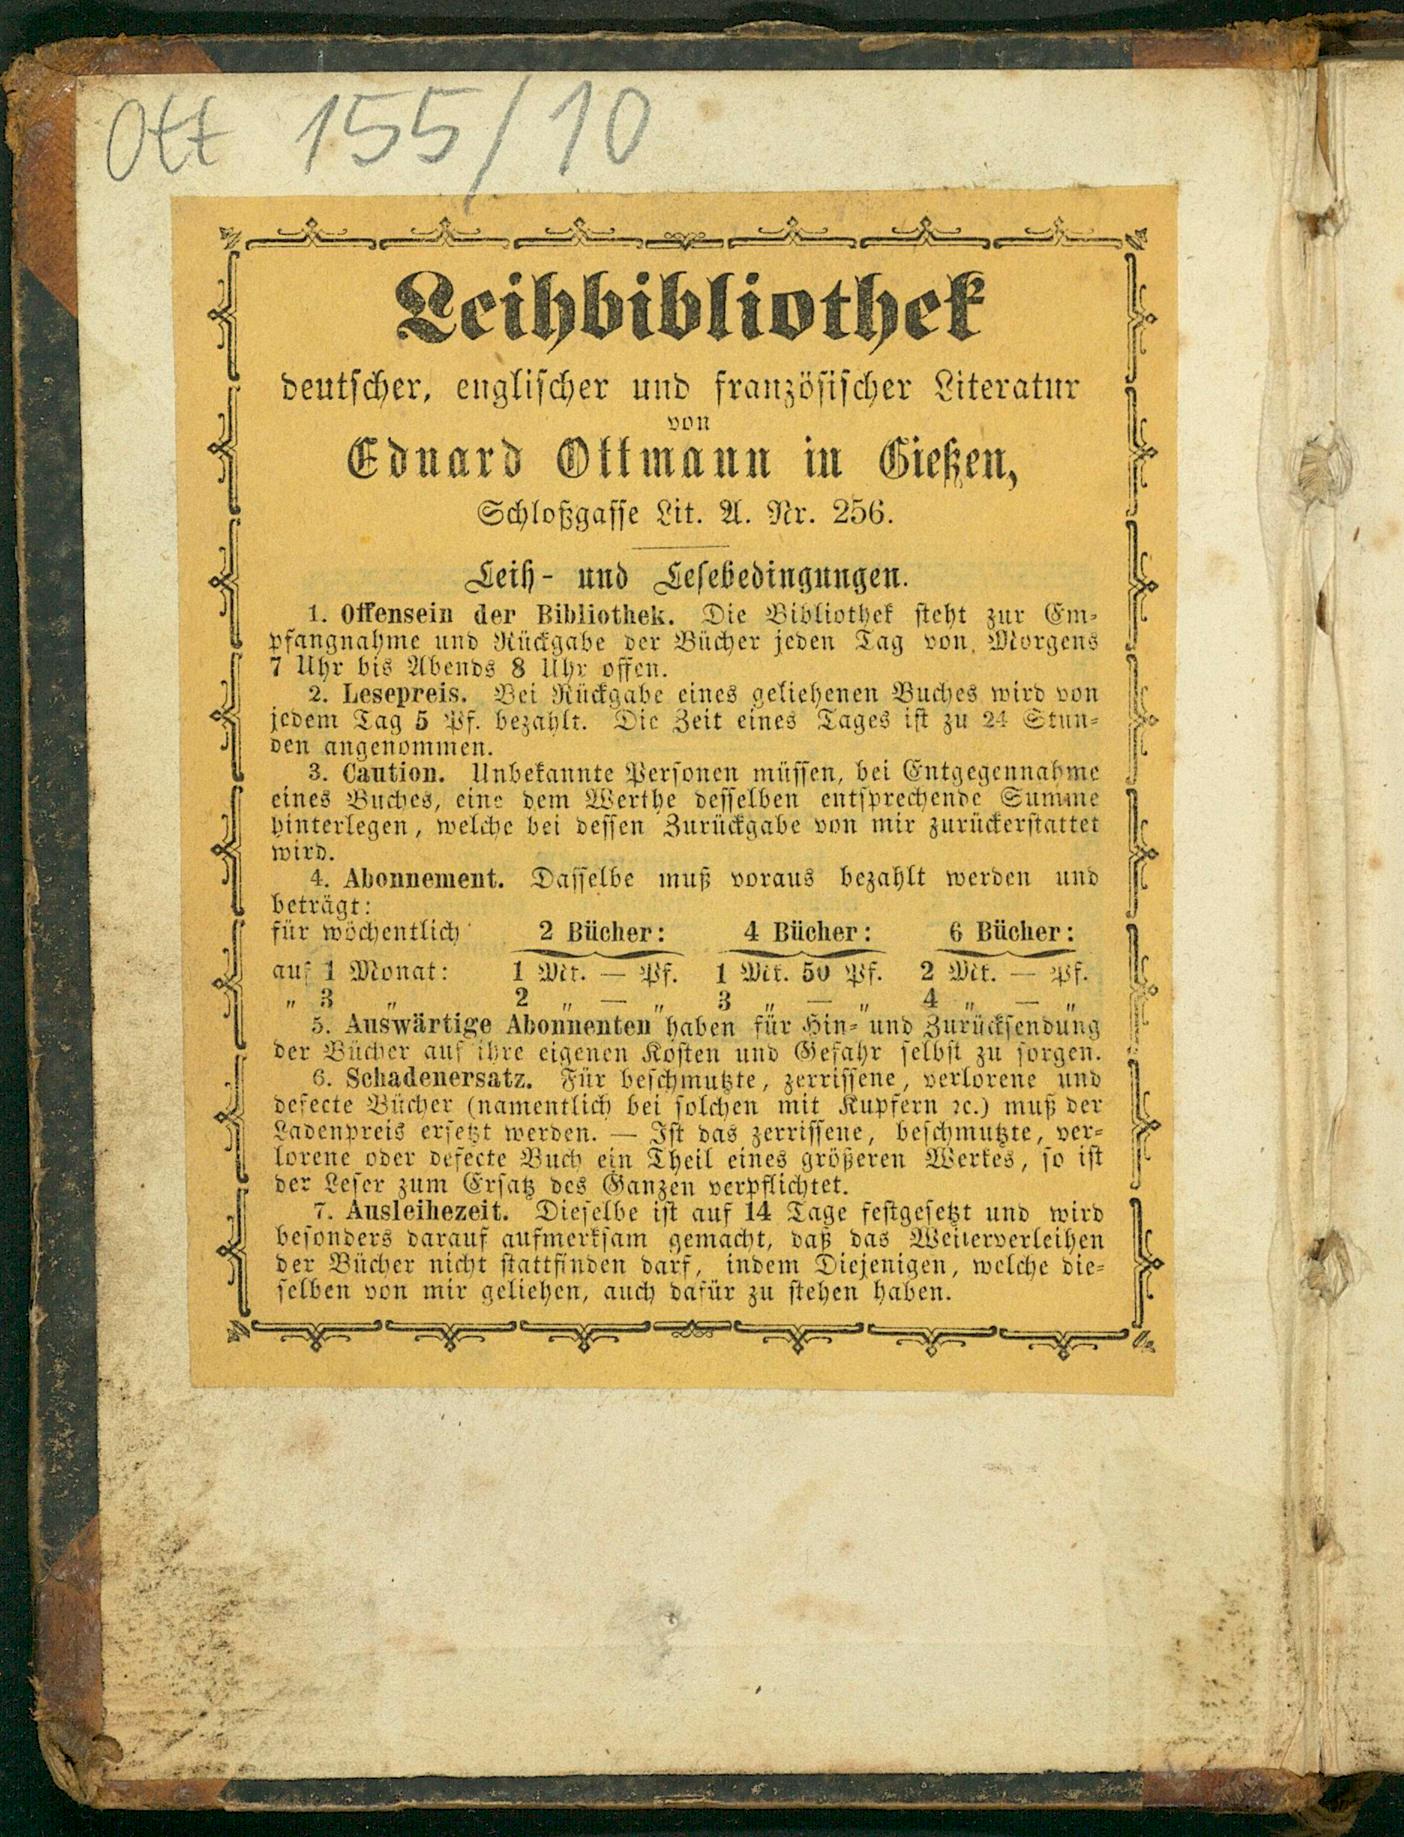 Ott 155/10
Leihbibliothek
deutscher, englischer und französischer Literatur
von
Eduard Ottmann in Gießen,
Schloßgasse Lit. A. Nr. 256.
Leih- und Lesebedingungen.
1. Offensein der Bibliothek. Die Bibliothek steht zur Em-
pfangnahme und Rückgabe der Bücher jeden Tag von Morgens
7 Uhr bis Abends 8 Uhr offen.
2. Lesepreis. Bei Rückgabe eines geliehenen Buches wird von
jedem Tag 5 Pf. bezahlt. Die Zeit eines Tages ist zu 24 Stun-
den angenommen.
3. Caution. Unbekannte Personen müssen, bei Entgegennahme
eines Buches, eine dem Werthe desselben entsprechende Summe
hinterlegen, welche bei dessen Zurückgabe von mir zurückerstattet
wird.
4. Abonnement. Dasselbe muß voraus bezahlt werden und
beträgt:
für wöchentlich 2 Bücher: 4 Bücher: 6 Bücher:
auf 1 Monat: 1 Mk. — Pf. 1 Mk. 50 Pf. 2 Mk. — Pf.
„ 3 „ 2 „ — „ 3 „ — „ 4 „ — „
5. Auswärtige Abonnenten haben für Hin- und Zurücksendung
der Bücher auf ihre eigenen Kosten und Gefahr selbst zu sorgen.
6. Schadenersatz. Für beschmutzte, zerrissene, verlorene und
defecte Bücher (namentlich bei solchen mit Kupfern ꝛc.) muß der
Ladenpreis ersetzt werden. — Ist das zerrissene, beschmutzte, ver-
lorene oder defecte Buch ein Theil eines größeren Werkes, so ist
der Leser zum Ersatz des Ganzen verpflichtet.
7. Ausleihezeit. Dieselbe ist auf 14 Tage festgesetzt und wird
besonders darauf aufmerksam gemacht, daß das Weiterverleihen
der Bücher nicht stattfinden darf, indem Diejenigen, welche die-
selben von mir geliehen, auch dafür zu stehen haben.